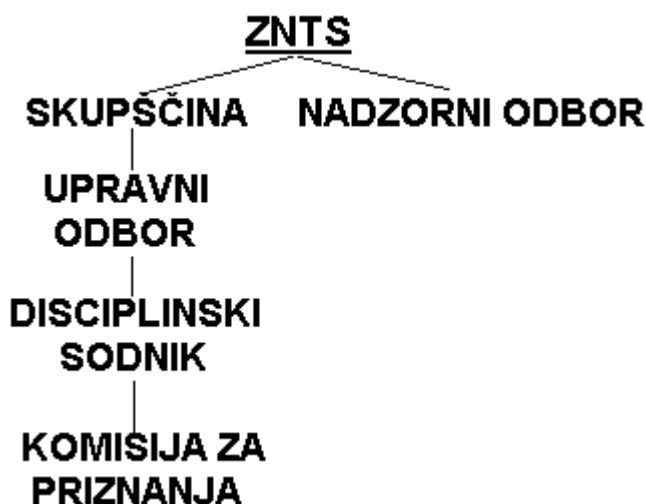 ZNTS
SKUPŠČINA NADZORNI ODBOR
UPRAVNI
ODBOR
DISCIPLINSKI
SODNIK
KOMISIJA ZA
PRIZNANJA